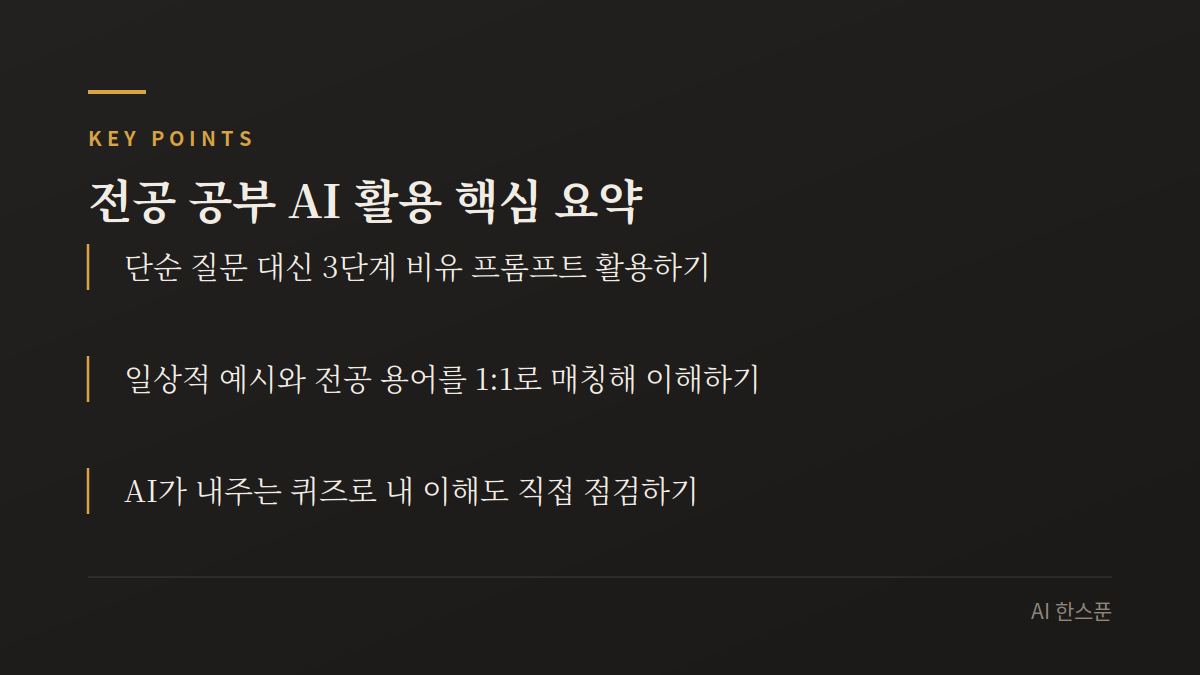 KEY POINTS
전공 공부 AI 활용 핵심 요약
단순 질문 대신 3단계 비유 프롬프트 활용하기
일상적 예시와 전공 용어를 1:1로 매칭해 이해하기
AI가 내주는 퀴즈로 내 이해도 직접 점검하기
AI 한스푼